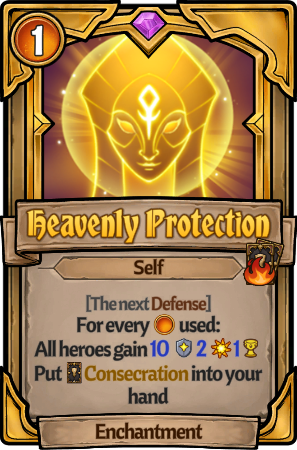 1
Heavenly Protection
Self
[The next Defense]
For every used:
All heroes gain 10 2 1
Put Consecration into your
hand
Enchantment